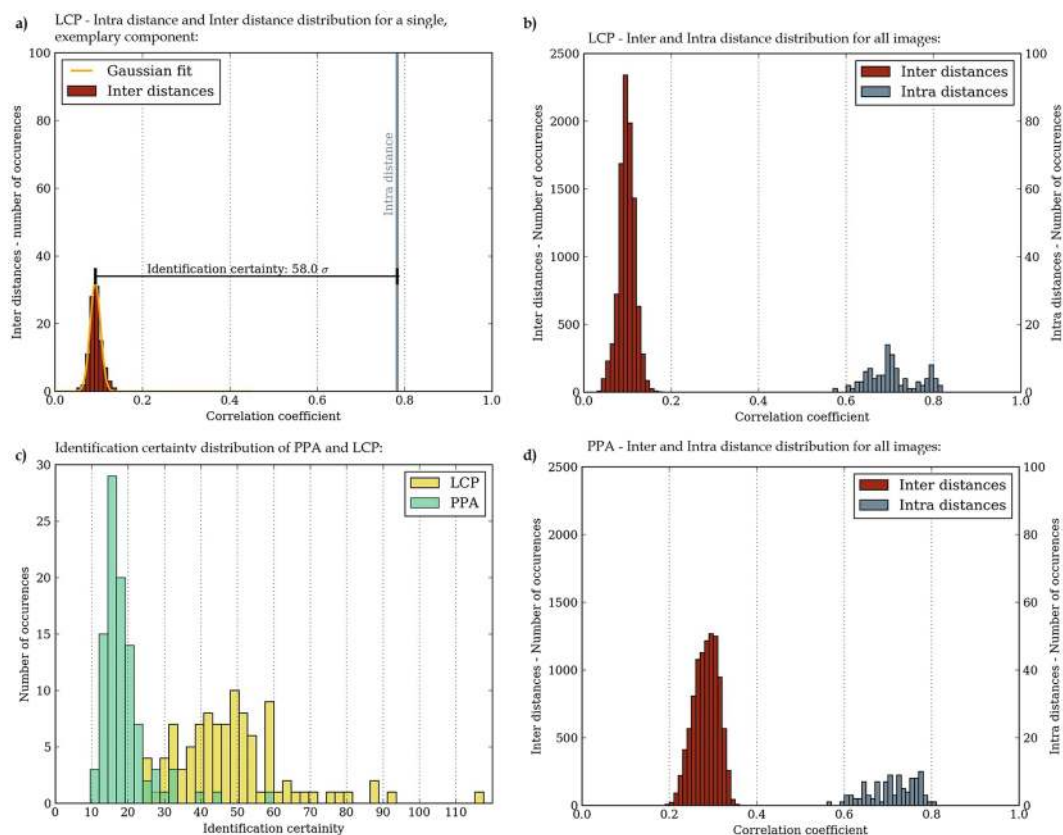 a) LCP - Intra distance and Inter distance distribution for a single,
exemplary component:
Gaussian fit
Inter distances
Intra distance
Identification certainty: 58.0 σ
Inter distances - number of occurences
100
80
60
40
20
0
0.0 0.2 0.4 0.6 0.8 1.0
Correlation coefficient
b) LCP - Inter and Intra distance distribution for all images:
Inter distances
Intra distances
Inter distances - Number of occurences
2500
2000
1500
1000
500
0
100
80
60
40
20
0
Intra distances - Number of occurences
0.0 0.2 0.4 0.6 0.8 1.0
Correlation coefficient
c) Identification certainty distribution of PPA and LCP:
LCP
PPA
Number of occurences
30
25
20
15
10
5
0
0 10 20 30 40 50 60 70 80 90 100 110
Identification certainity
d) PPA - Inter and Intra distance distribution for all images:
Inter distances
Intra distances
Inter distances - Number of occurences
2500
2000
1500
1000
500
0
100
80
60
40
20
0
Intra distances - Number of occurences
0.0 0.2 0.4 0.6 0.8 1.0
Correlation coefficient